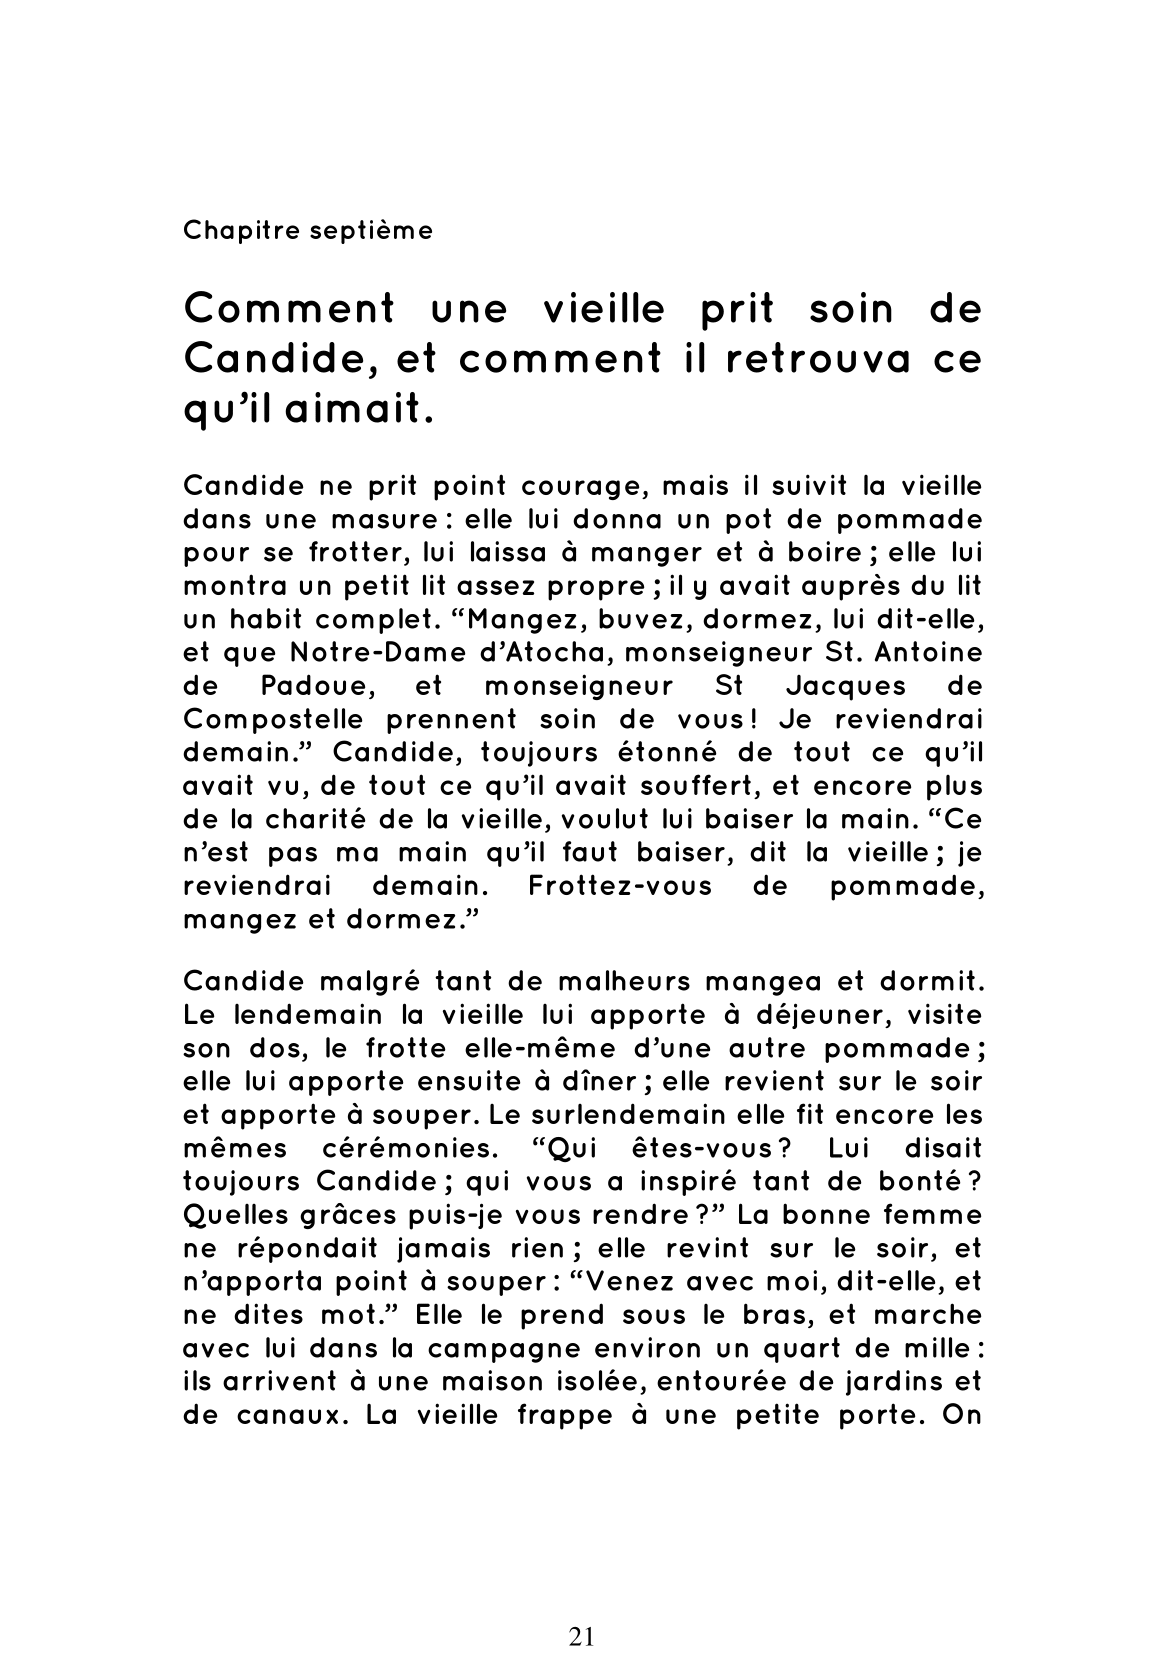 Chapitre septième
Comment une vieille prit soin de
Candide, et comment il retrouva ce
qu’il aimait.
Candide ne prit point courage, mais il suivit la vieille
dans une masure : elle lui donna un pot de pommade
pour se frotter, lui laissa à manger et à boire ; elle lui
montra un petit lit assez propre ; il y avait auprès du lit
un habit complet. “Mangez, buvez, dormez, lui dit-elle,
et que Notre-Dame d’Atocha, monseigneur St. Antoine
de Padoue, et monseigneur St Jacques de
Compostelle prennent soin de vous ! Je reviendrai
demain.” Candide, toujours étonné de tout ce qu’il
avait vu, de tout ce qu’il avait souffert, et encore plus
de la charité de la vieille, voulut lui baiser la main. “Ce
n’est pas ma main qu’il faut baiser, dit la vieille ; je
reviendrai demain. Frottez-vous de pommade,
mangez et dormez.”
Candide malgré tant de malheurs mangea et dormit.
Le lendemain la vieille lui apporte à déjeuner, visite
son dos, le frotte elle-même d’une autre pommade ;
elle lui apporte ensuite à dîner ; elle revient sur le soir
et apporte à souper. Le surlendemain elle fit encore les
mêmes cérémonies. “Qui êtes-vous ? Lui disait
toujours Candide ; qui vous a inspiré tant de bonté ?
Quelles grâces puis-je vous rendre ?” La bonne femme
ne répondait jamais rien ; elle revint sur le soir, et
n’apporta point à souper : “Venez avec moi, dit-elle, et
ne dites mot.” Elle le prend sous le bras, et marche
avec lui dans la campagne environ un quart de mille :
ils arrivent à une maison isolée, entourée de jardins et
de canaux. La vieille frappe à une petite porte. On
21